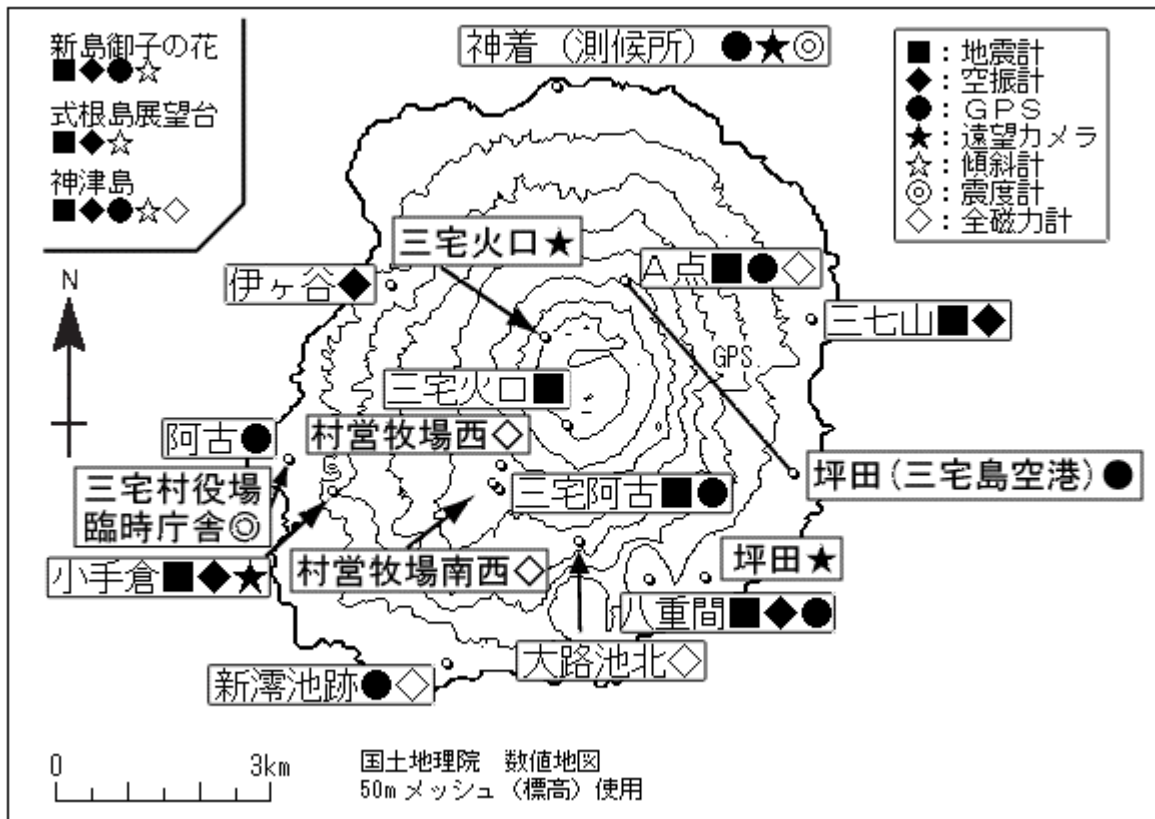 新島御子の花
■◆●☆
式根島展望台
■◆☆
神津島
■◆●☆◇
神着（測候所） ●★◎
■：地震計
◆：空振計
●：ＧＰＳ
★：遠望カメラ
☆：傾斜計
◎：震度計
◇：全磁力計
N
三宅火口★
伊ヶ谷◆
Ａ点■●◇
三七山■◆
GPS
三宅火口■
村営牧場西◇
阿古●
三宅村役場
臨時庁舎◎
三宅阿古■●
坪田（三宅島空港）●
小手倉■◆★
村営牧場南西◇
坪田★
八重間■◆●
大路池北◇
新澪池跡●◇
0 3km
国土地理院 数値地図
50mメッシュ（標高）使用